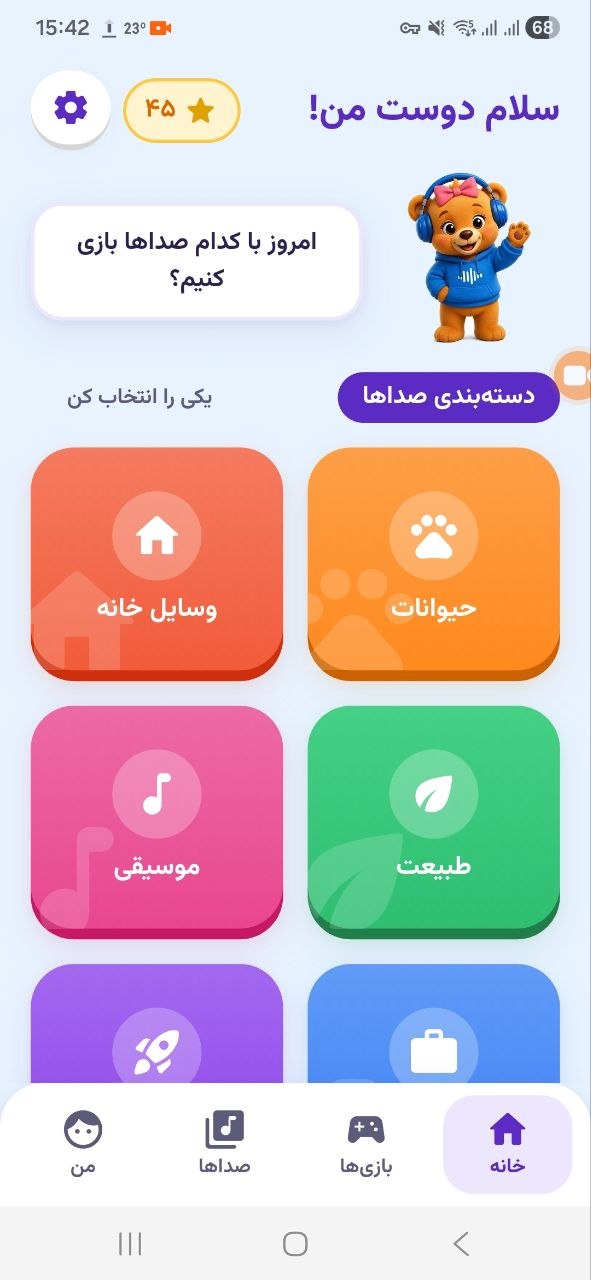 15:42 23° 68
سلام دوست من!
۴۵
امروز با کدام صداها بازی
کنیم؟
دسته‌بندی صداها
یکی را انتخاب کن
حیوانات
وسایل خانه
طبیعت
موسیقی
خانه
بازی‌ها
صداها
من